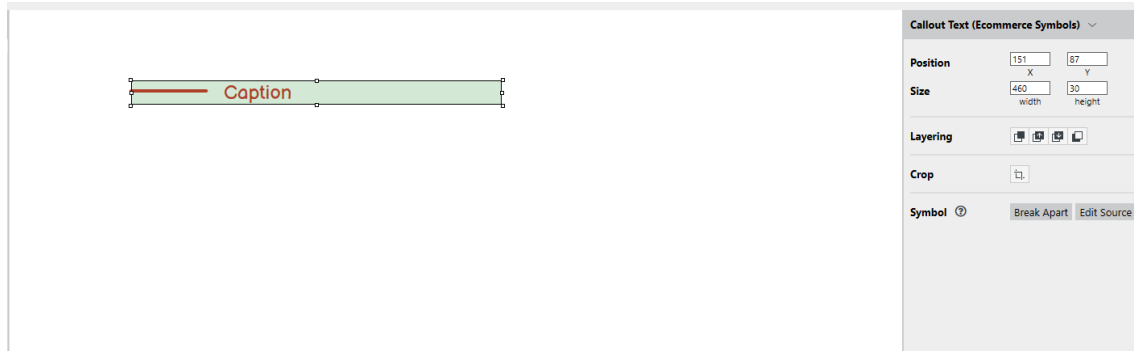 Callout Text (Ecommerce Symbols)
Caption
Position
151 87
X Y
Size
460 30
width height
Layering
Crop
Symbol ?
Break Apart Edit Source